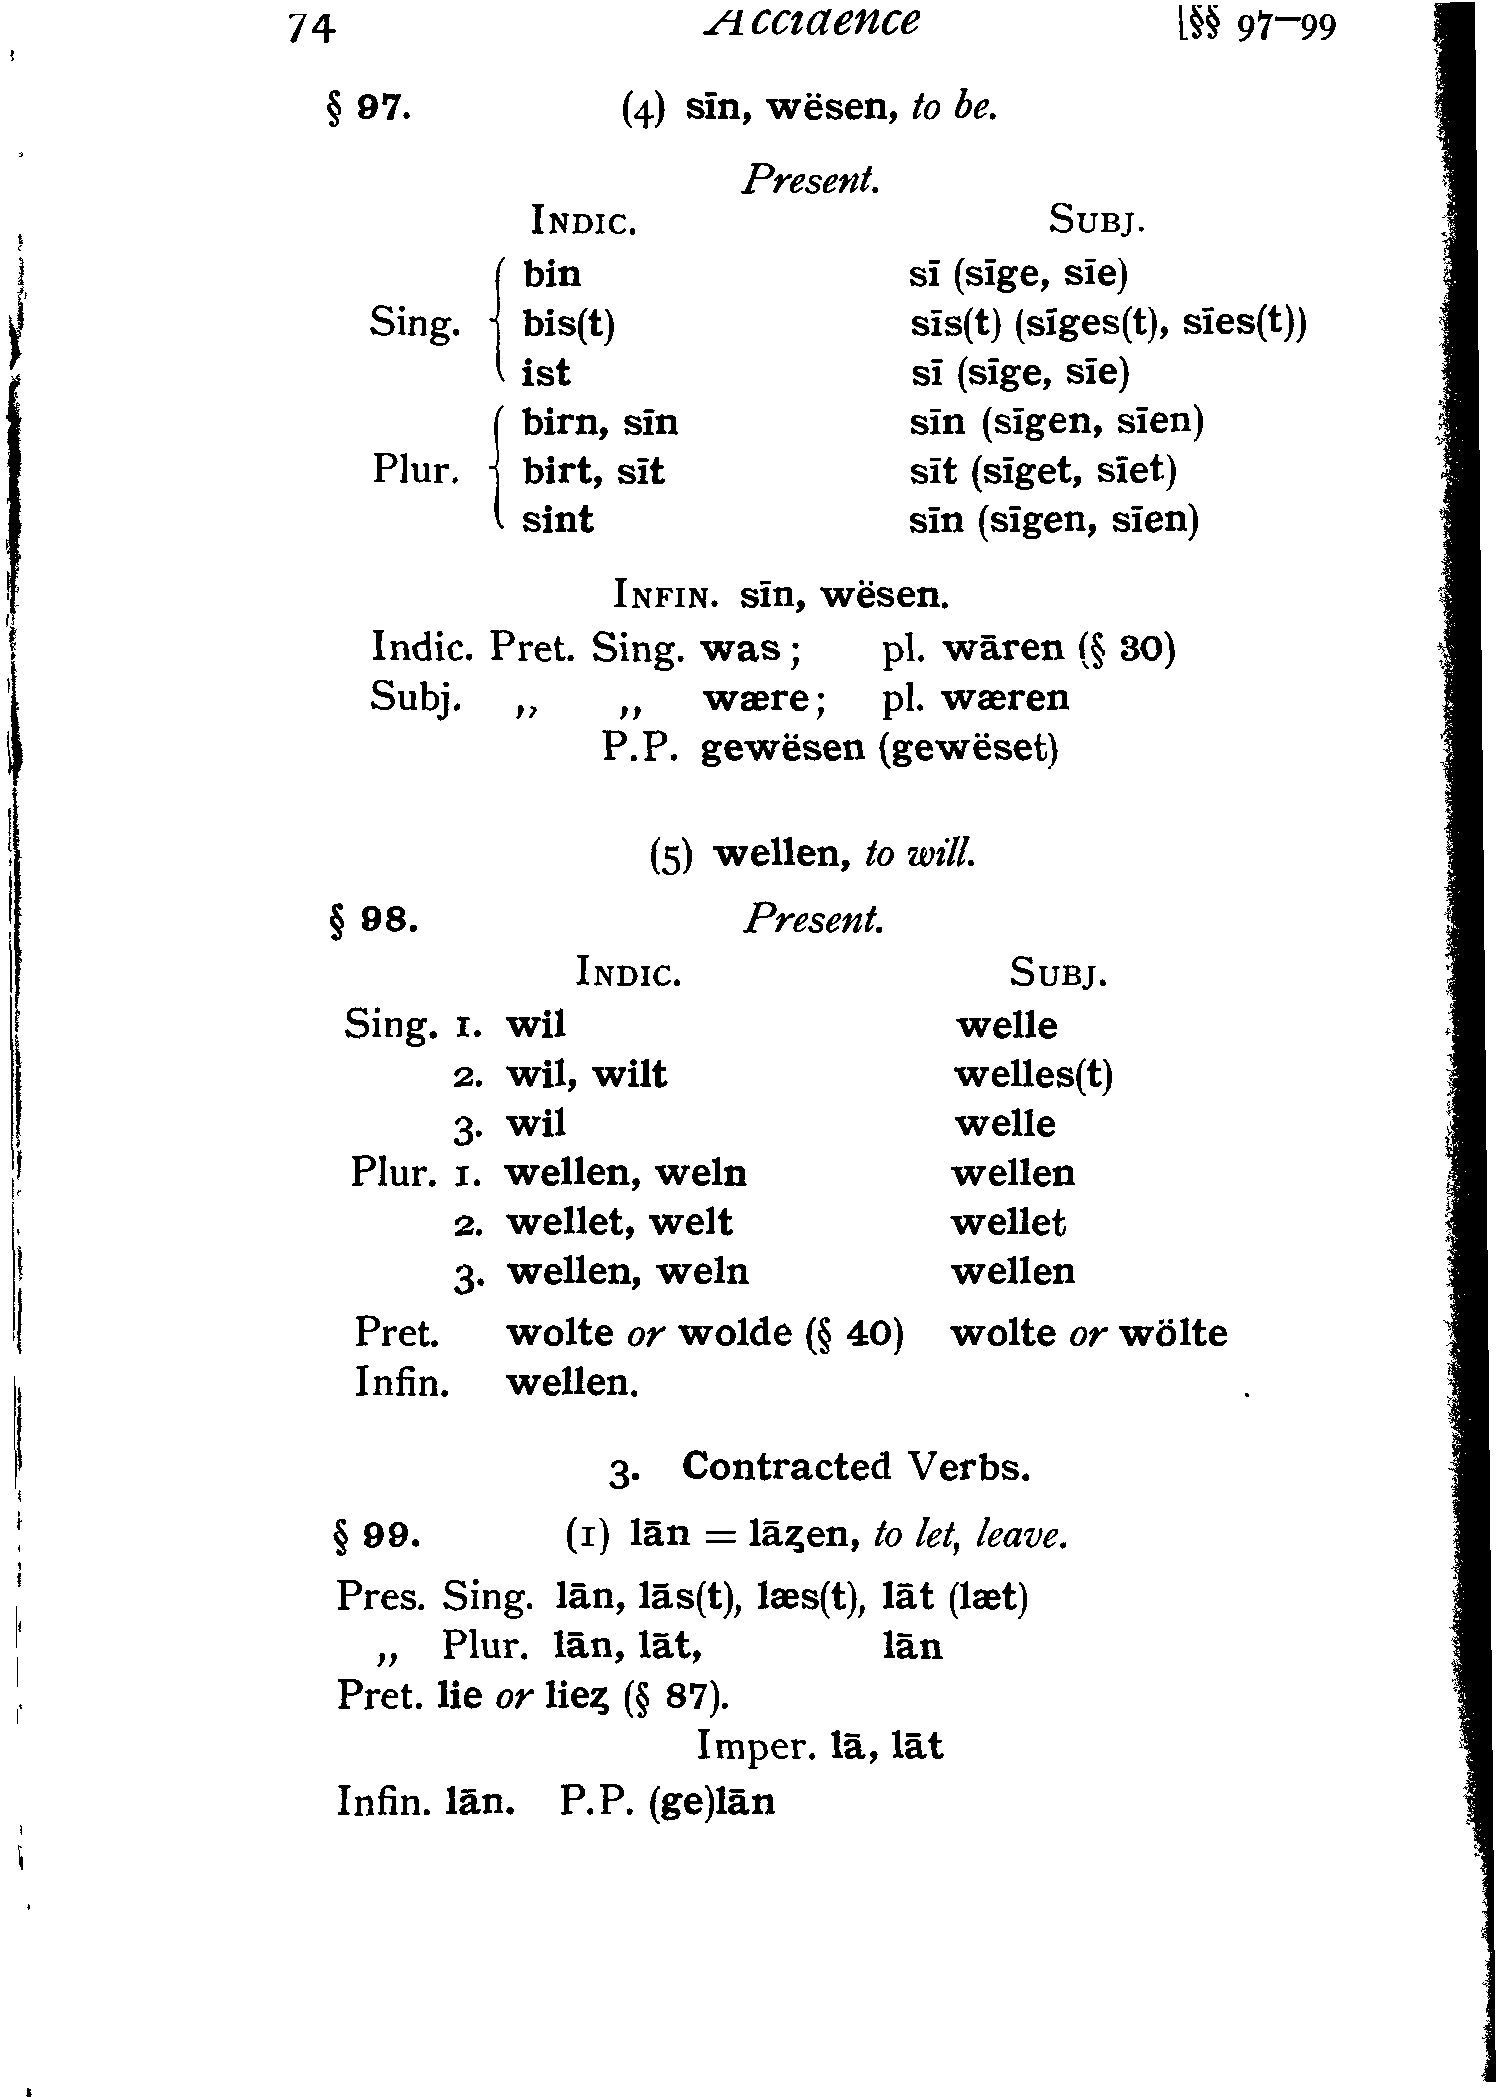 74 Accidence [§§ 97–99
§ 97. (4) sīn, wësen, to be.
Present.
Indic. Subj.
bin sī (sīge, sīe)
Sing. bis(t) sīs(t) (sīges(t), sīes(t))
ist sī (sīge, sīe)
birn, sīn sīn (sīgen, sīen)
Plur. birt, sīt sīt (sīget, sīet)
sint sīn (sīgen, sīen)
Infin. sīn, wësen.
Indic. Pret. Sing. was; pl. wāren (§ 30)
Subj. „ „ wære; pl. wæren
P.P. gewësen (gewëset)
(5) wellen, to will.
§ 98. Present.
Indic. Subj.
Sing. 1. wil welle
2. wil, wilt welles(t)
3. wil welle
Plur. 1. wellen, weln wellen
2. wellet, welt wellet
3. wellen, weln wellen
Pret. wolte or wolde (§ 40) wolte or wölte
Infin. wellen.
3. Contracted Verbs.
§ 99. (1) lān = lāȥen, to let, leave.
Pres. Sing. lān, lās(t), læs(t), lāt (læt)
„ Plur. lān, lāt, lān
Pret. lie or lieȥ (§ 87).
Imper. lā, lāt
Infin. lān. P.P. (ge)lān